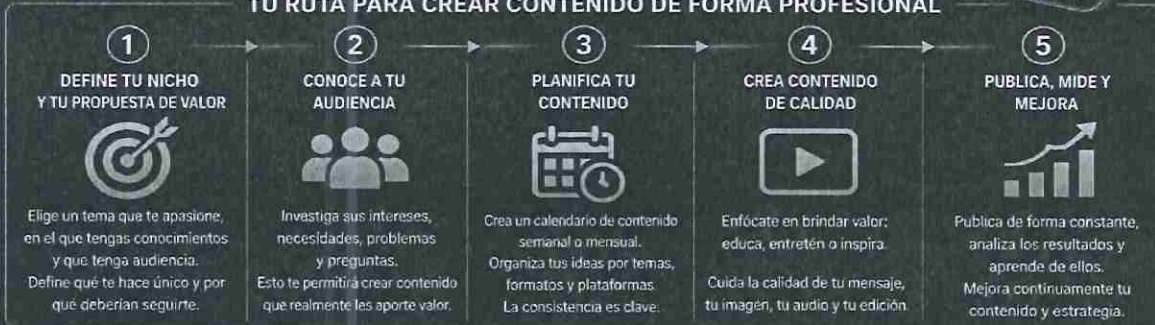 TU RUTA PARA CREAR CONTENIDO DE FORMA PROFESIONAL
1
DEFINE TU NICHO
Y TU PROPUESTA DE VALOR
Elige un tema que te apasione,
en el que tengas conocimientos
y que tenga audiencia.
Define qué te hace único y por
qué deberían seguirte.
2
CONOCE A TU
AUDIENCIA
Investiga sus intereses,
necesidades, problemas
y preguntas.
Esto te permitirá crear contenido
que realmente les aporte valor.
3
PLANIFICA TU
CONTENIDO
Crea un calendario de contenido
semanal o mensual.
Organiza tus ideas por temas,
formatos y plataformas
La consistencia es clave.
4
CREA CONTENIDO
DE CALIDAD
Enfócate en brindar valor:
educa, entretén o inspira.
Cuida la calidad de tu mensaje,
tu imagen, tu audio y tu edición.
5
PUBLICA, MIDE Y
MEJORA
Publica de forma constante,
analiza los resultados y
aprende de ellos.
Mejora continuamente tu
contenido y estrategia.